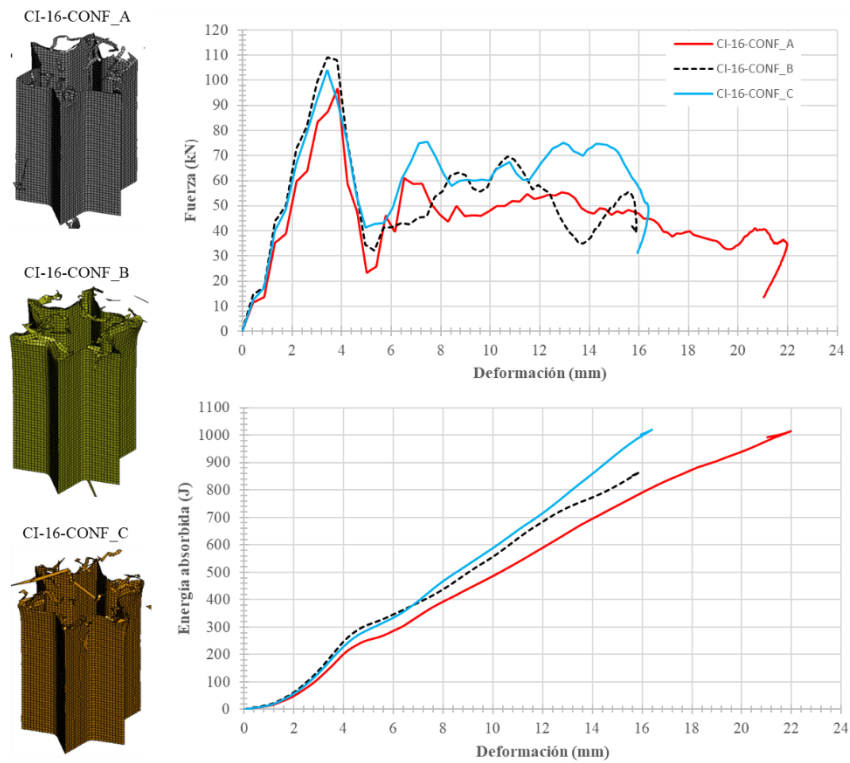 CI-16-CONF_A
CI-16-CONF_B
CI-16-CONF_C
Fuerza (kN)
120
110
100
90
80
70
60
50
40
30
20
10
0
0 2 4 6 8 10 12 14 16 18 20 22 24
Deformación (mm)
CI-16-CONF_A
CI-16-CONF_B
CI-16-CONF_C
Energía absorbida (J)
1100
1000
900
800
700
600
500
400
300
200
100
0
0 2 4 6 8 10 12 14 16 18 20 22 24
Deformación (mm)